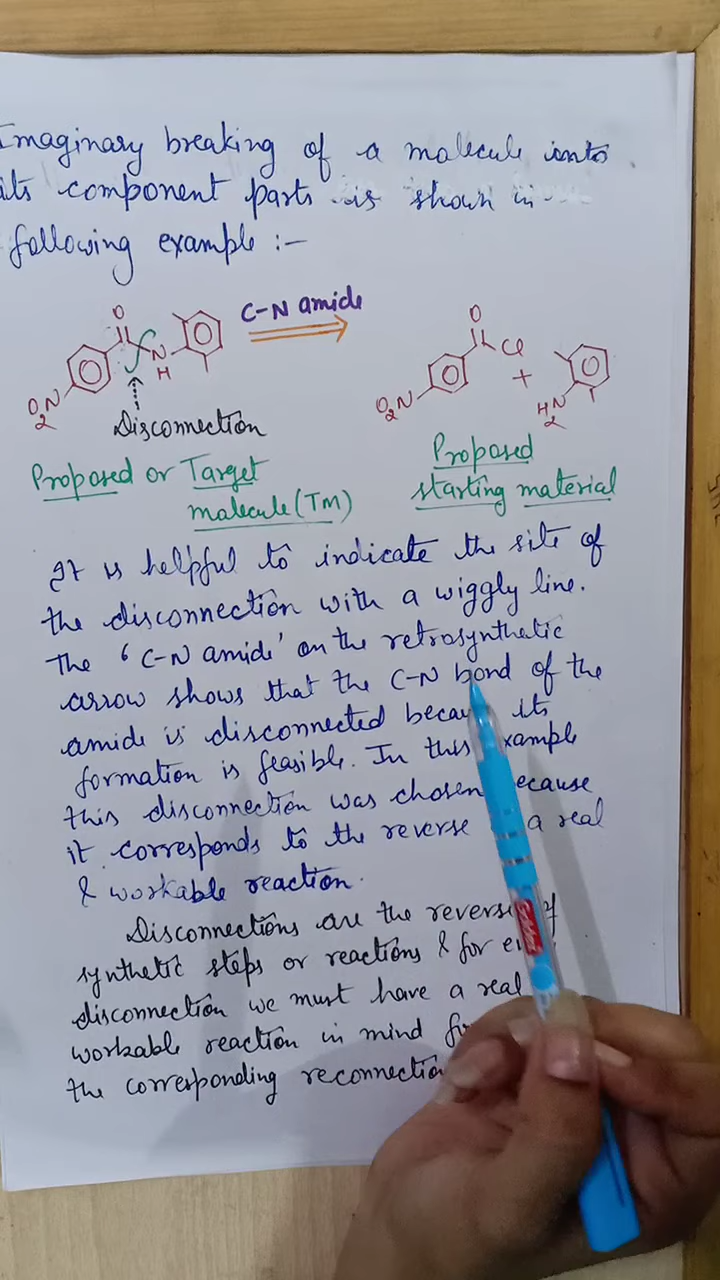 Imaginary breaking of a molecule into
its component parts is shown in
following example :-
C-N amide
O
O
N
H
Cl
+
O2N
O2N
H2N
Disconnection
Proposed or Target
molecule (TM)
Proposed
starting material
It is helpful to indicate the site of
the disconnection with a wiggly line.
The 'C-N amide' on the retrosynthetic
arrow shows that the C-N bond of the
amide is disconnected its
formation is feasible. In this
this disconnection was chosen
it corresponds to the reverse a real
& workable reaction.
Disconnections are the
synthetic steps or reactions & for
disconnection we must have a real
workable reaction in mind
the corresponding reconnection